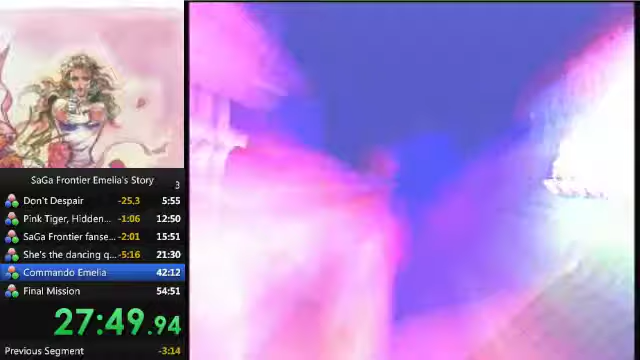 SaGa Frontier Emelia's Story
3
Don't Despair -25.3 5:55
Pink Tiger, Hidden... -1:06 12:50
SaGa Frontier fanse... -2:01 15:51
She's the dancing q... -5:16 21:30
Commando Emelia 42:12
Final Mission 54:51
27:49.94
Previous Segment -3:14